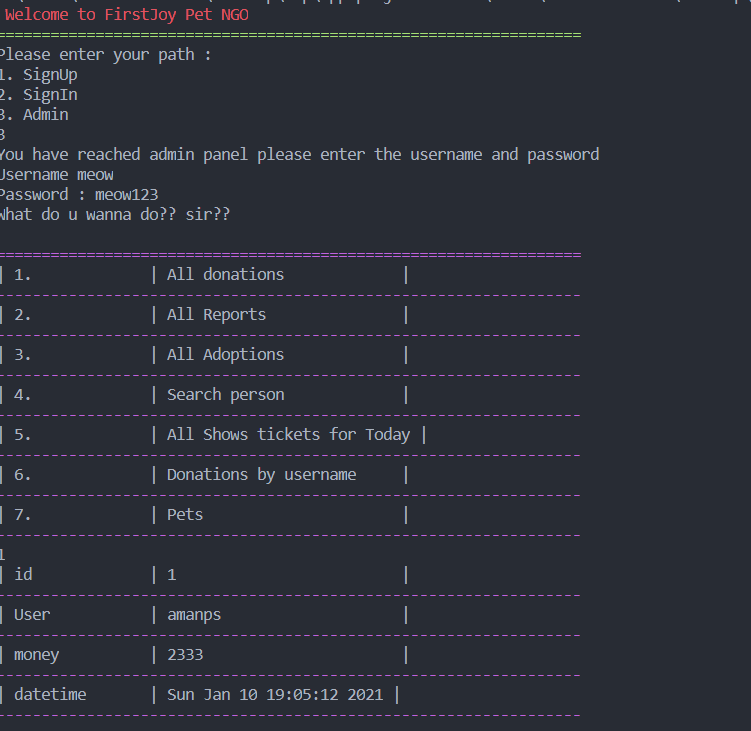 Welcome to FirstJoy Pet NGO
=================================================================
Please enter your path :
1. SignUp
2. SignIn
3. Admin
3
You have reached admin panel please enter the username and password
Username meow
Password : meow123
What do u wanna do?? sir??
=================================================================
| 1. | All donations |
-----------------------------------------------------------------
| 2. | All Reports |
-----------------------------------------------------------------
| 3. | All Adoptions |
-----------------------------------------------------------------
| 4. | Search person |
-----------------------------------------------------------------
| 5. | All Shows tickets for Today |
-----------------------------------------------------------------
| 6. | Donations by username |
-----------------------------------------------------------------
| 7. | Pets |
-----------------------------------------------------------------
1
| id | 1 |
-----------------------------------------------------------------
| User | amanps |
-----------------------------------------------------------------
| money | 2333 |
-----------------------------------------------------------------
| datetime | Sun Jan 10 19:05:12 2021 |
-----------------------------------------------------------------